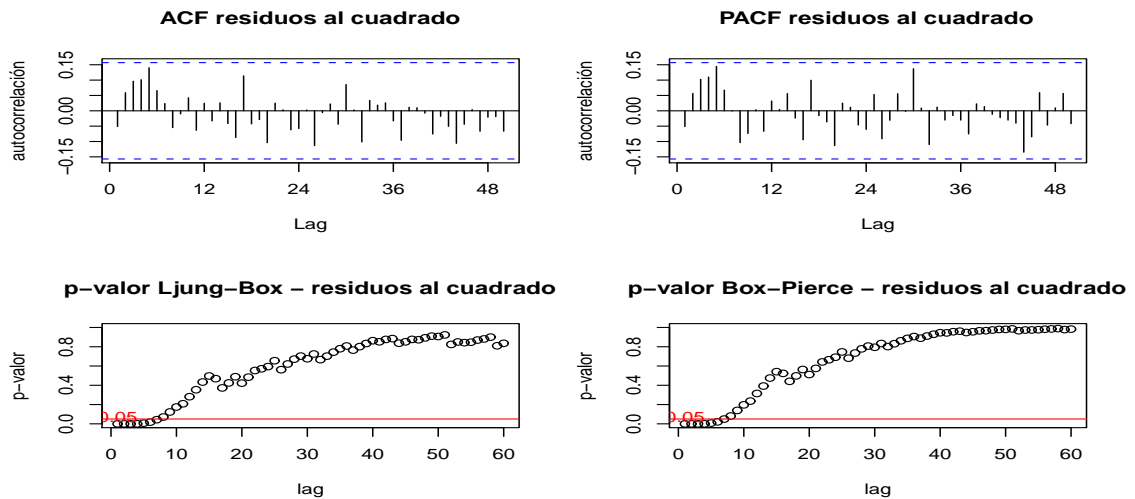 ACF residuos al cuadrado
autocorrelación
−0.15 0.00 0.15
0 12 24 36 48
Lag
PACF residuos al cuadrado
autocorrelación
−0.15 0.00 0.15
0 12 24 36 48
Lag
p−valor Ljung−Box − residuos al cuadrado
p−valor
0.0 0.4 0.8
0.05
0 10 20 30 40 50 60
lag
p−valor Box−Pierce − residuos al cuadrado
p−valor
0.0 0.4 0.8
0.05
0 10 20 30 40 50 60
lag